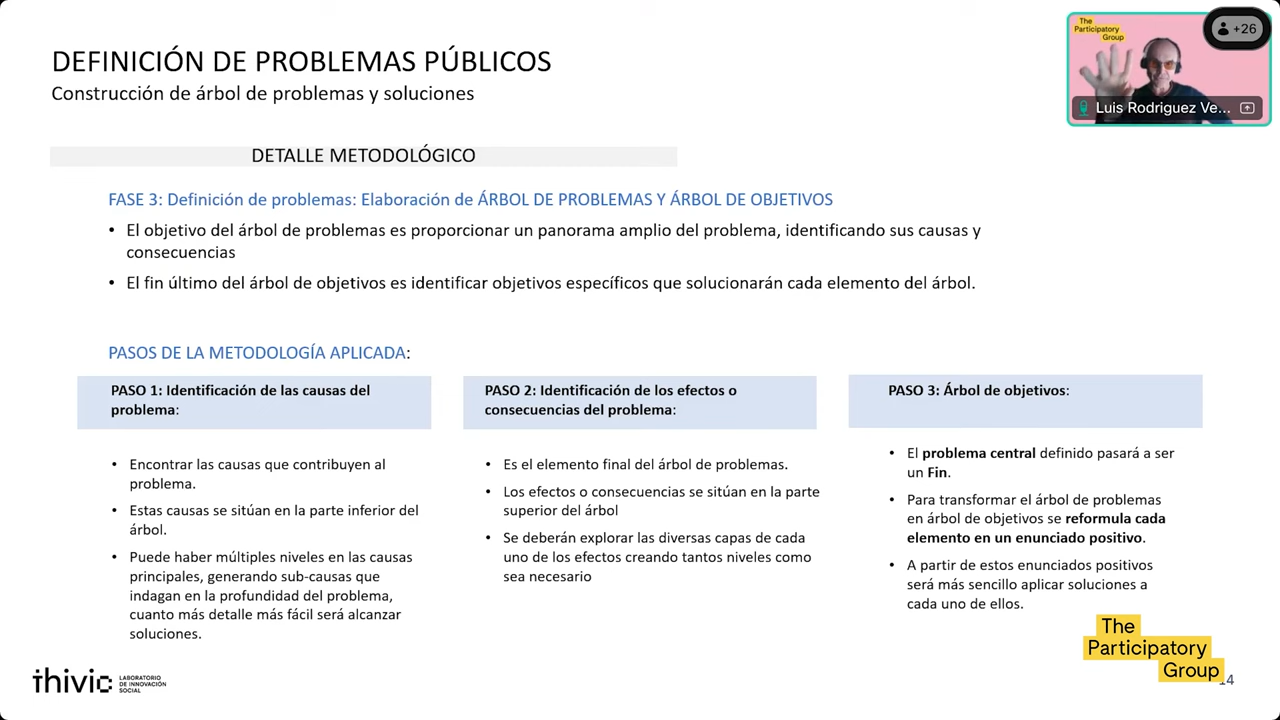 DEFINICIÓN DE PROBLEMAS PÚBLICOS
Construcción de árbol de problemas y soluciones
The
Participatory
Group
+26
Luis Rodriguez Ve...
DETALLE METODOLÓGICO
FASE 3: Definición de problemas: Elaboración de ÁRBOL DE PROBLEMAS Y ÁRBOL DE OBJETIVOS
• El objetivo del árbol de problemas es proporcionar un panorama amplio del problema, identificando sus causas y
consecuencias
• El fin último del árbol de objetivos es identificar objetivos específicos que solucionarán cada elemento del árbol.
PASOS DE LA METODOLOGÍA APLICADA:
PASO 1: Identificación de las causas del
problema:
• Encontrar las causas que contribuyen al
problema.
• Estas causas se sitúan en la parte inferior del
árbol.
• Puede haber múltiples niveles en las causas
principales, generando sub-causas que
indagan en la profundidad del problema,
cuanto más detalle más fácil será alcanzar
soluciones.
PASO 2: Identificación de los efectos o
consecuencias del problema:
• Es el elemento final del árbol de problemas.
• Los efectos o consecuencias se sitúan en la parte
superior del árbol
• Se deberán explorar las diversas capas de cada
uno de los efectos creando tantos niveles como
sea necesario
PASO 3: Árbol de objetivos:
• El problema central definido pasará a ser
un Fin.
• Para transformar el árbol de problemas
en árbol de objetivos se reformula cada
elemento en un enunciado positivo.
• A partir de estos enunciados positivos
será más sencillo aplicar soluciones a
cada uno de ellos.
thivic
LABORATORIO
DE INNOVACIÓN
SOCIAL
The
Participatory
Group
14